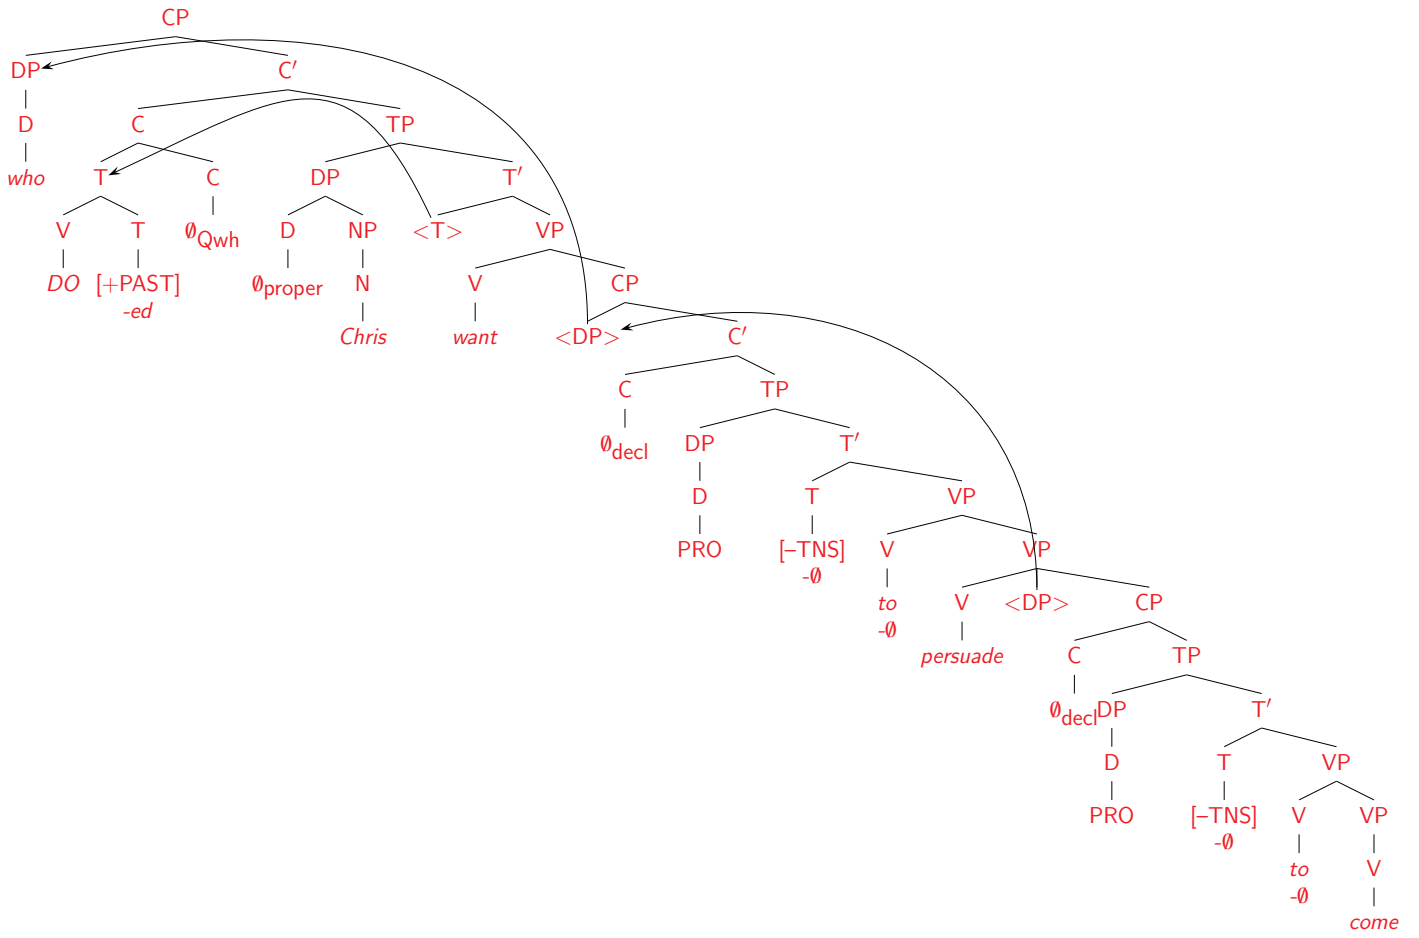 CP
DP C′
D C TP
who T C DP T′
V T ∅Qwh D NP <T> VP
DO [+PAST] ∅proper N V CP
-ed
Chris want <DP> C′
C TP
∅decl DP T′
D T VP
PRO [–TNS] V VP
-∅
to V <DP> CP
-∅
persuade C TP
∅decl DP T′
D T VP
PRO [–TNS] V VP
-∅
to V
-∅
come